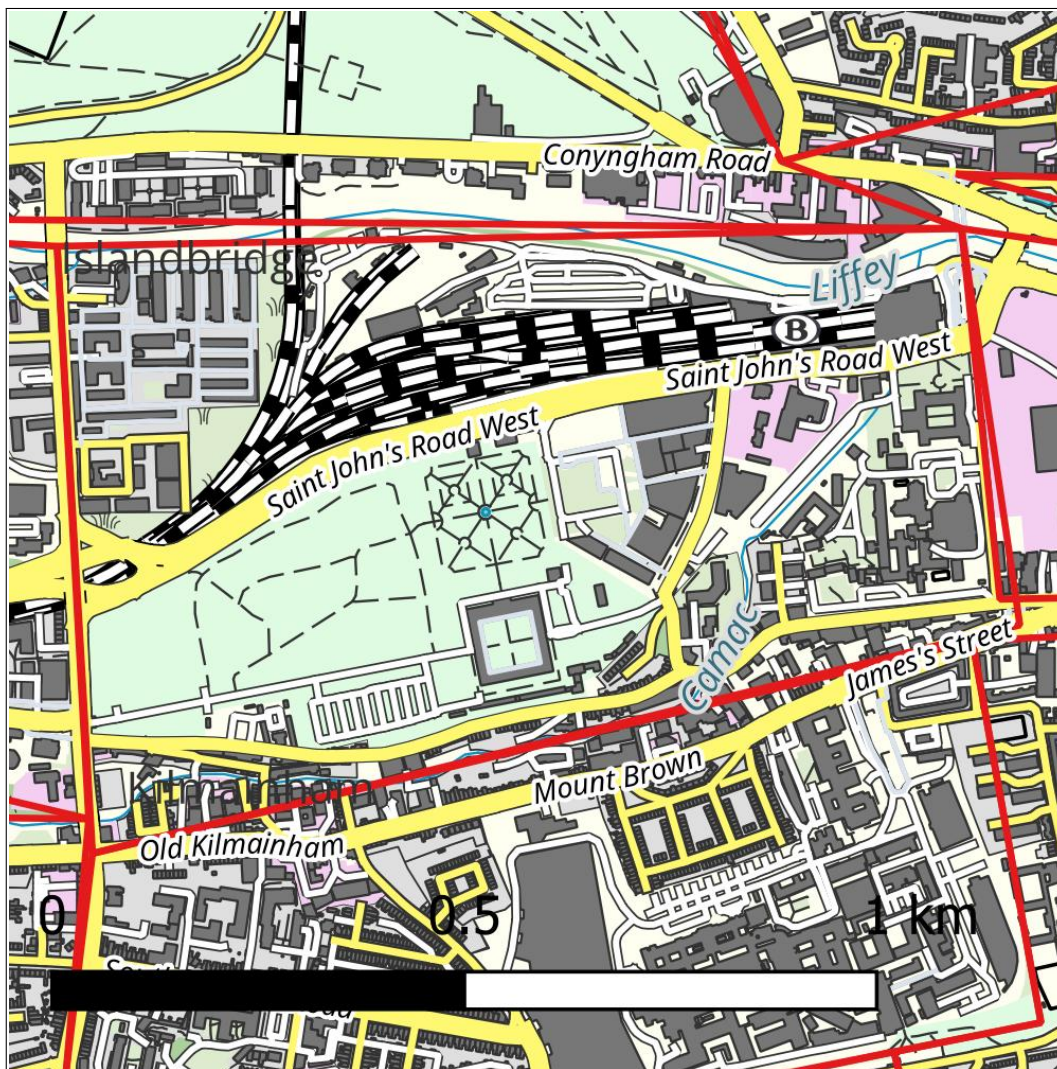 Conyngham Road
Islandbridge
Liffey
B
Saint John's Road West
Saint John's Road West
Camac
James's Street
Mount Brown
Kilmainham
Old Kilmainham
0 0.5 1 km